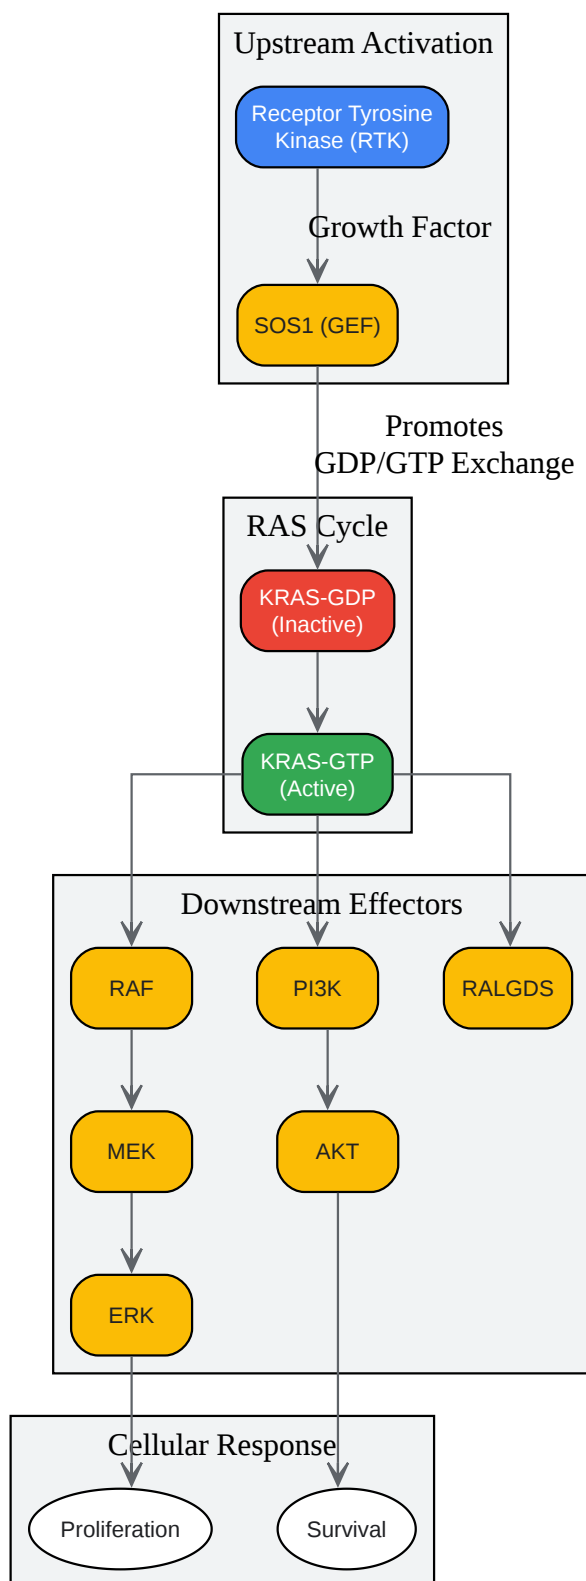 Upstream Activation
Receptor Tyrosine
Kinase (RTK)
Growth Factor
SOS1 (GEF)
Promotes
GDP/GTP Exchange
RAS Cycle
KRAS-GDP
(Inactive)
KRAS-GTP
(Active)
Downstream Effectors
RAF
PI3K
RALGDS
MEK
AKT
ERK
Cellular Response
Proliferation
Survival